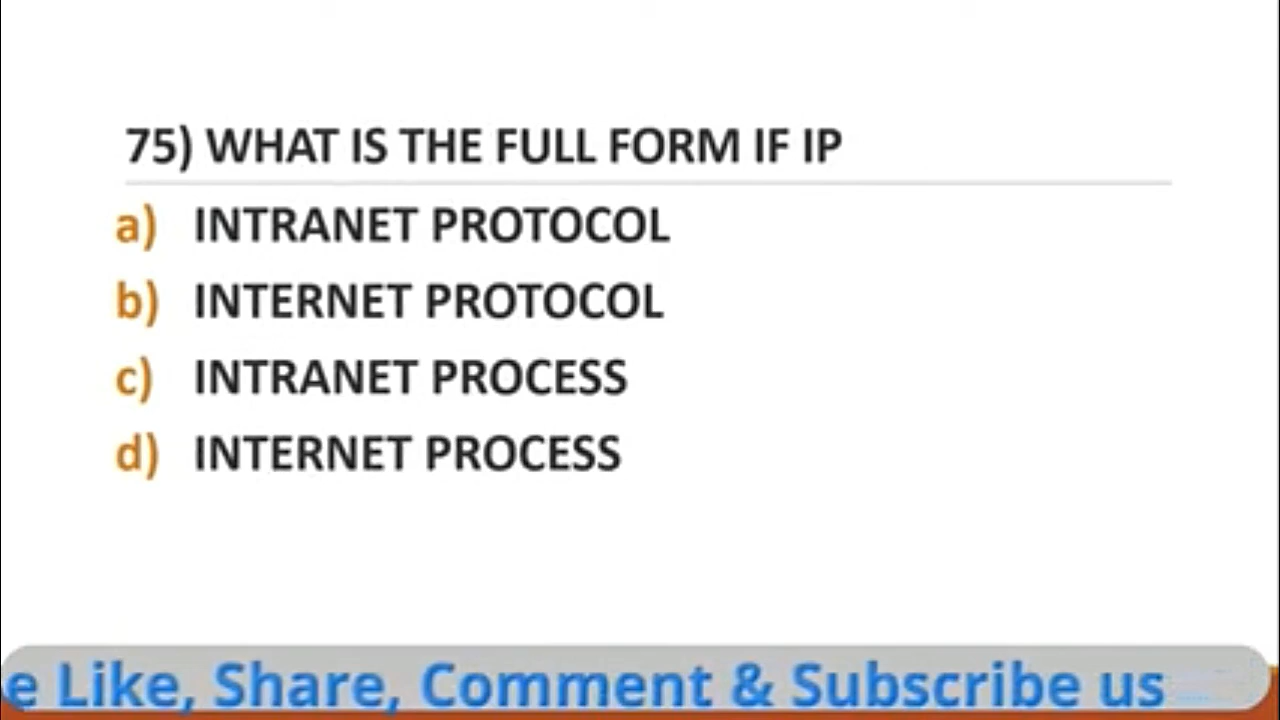 75) WHAT IS THE FULL FORM IF IP
a) INTRANET PROTOCOL
b) INTERNET PROTOCOL
c) INTRANET PROCESS
d) INTERNET PROCESS
e Like, Share, Comment & Subscribe us